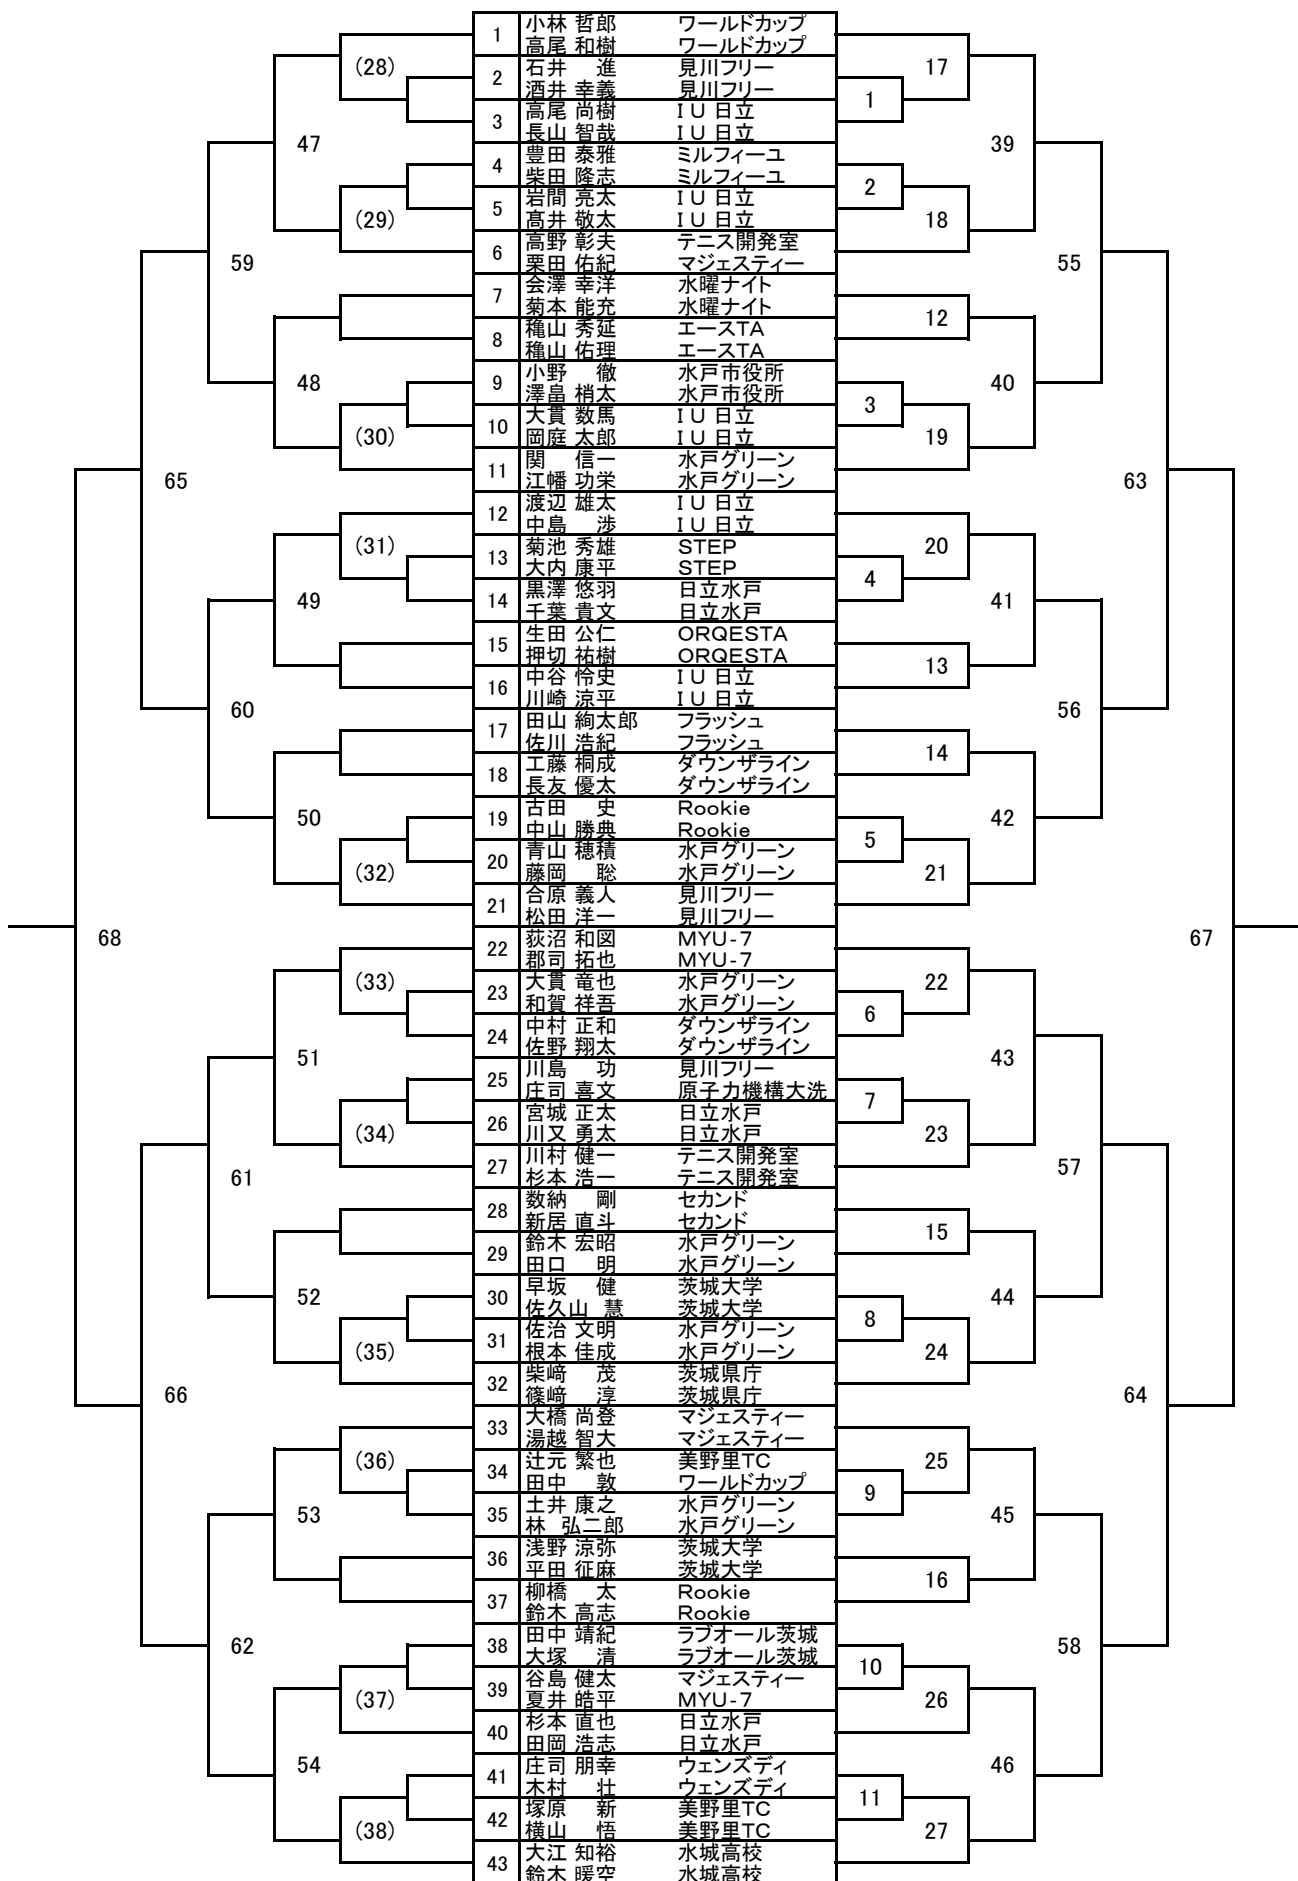 1 小林 哲郎 ワールドカップ
高尾 和樹 ワールドカップ
(28) 17
2 石井 進 見川フリー
酒井 幸義 見川フリー
1
3 高尾 尚樹 I U 日立
長山 智哉 I U 日立
47 39
4 豊田 泰雅 ミルフィーユ
柴田 隆志 ミルフィーユ
2
5 岩間 亮太 I U 日立
髙井 敬太 I U 日立
(29) 18
6 高野 彰夫 テニス開発室
栗田 佑紀 マジェスティー
59 55
7 会澤 幸洋 水曜ナイト
菊本 能充 水曜ナイト
12
8 穐山 秀延 エースTA
穐山 佑理 エースTA
48 40
9 小野 徹 水戸市役所
澤畠 梢太 水戸市役所
3
10 大貫 数馬 I U 日立
岡庭 太郎 I U 日立
(30) 19
11 関 信一 水戸グリーン
江幡 功栄 水戸グリーン
65 63
12 渡辺 雄太 I U 日立
中島 渉 I U 日立
(31) 20
13 菊池 秀雄 STEP
大内 康平 STEP
4
14 黒澤 悠羽 日立水戸
千葉 貴文 日立水戸
49 41
15 生田 公仁 ORQESTA
押切 祐樹 ORQESTA
13
16 中谷 怜史 I U 日立
川崎 涼平 I U 日立
60 56
17 田山 絢太郎 フラッシュ
佐川 浩紀 フラッシュ
14
18 工藤 桐成 ダウンザライン
長友 優太 ダウンザライン
50 42
19 古田 史 Rookie
中山 勝典 Rookie
5
20 青山 穂積 水戸グリーン
藤岡 聡 水戸グリーン
(32) 21
21 合原 義人 見川フリー
松田 洋一 見川フリー
68 67
22 荻沼 和図 MYU-7
郡司 拓也 MYU-7
(33) 22
23 大貫 竜也 水戸グリーン
和賀 祥吾 水戸グリーン
6
24 中村 正和 ダウンザライン
佐野 翔太 ダウンザライン
51 43
25 川島 功 見川フリー
庄司 喜文 原子力機構大洗
7
26 宮城 正太 日立水戸
川又 勇太 日立水戸
(34) 23
27 川村 健一 テニス開発室
杉本 浩一 テニス開発室
61 57
28 数納 剛 セカンド
新居 直斗 セカンド
15
29 鈴木 宏昭 水戸グリーン
田口 明 水戸グリーン
52 44
30 早坂 健 茨城大学
佐久山 慧 茨城大学
8
31 佐治 文明 水戸グリーン
根本 佳成 水戸グリーン
(35) 24
32 柴﨑 茂 茨城県庁
篠﨑 淳 茨城県庁
66 64
33 大橋 尚登 マジェスティー
湯越 智大 マジェスティー
(36) 25
34 辻元 繁也 美野里TC
田中 敦 ワールドカップ
9
35 土井 康之 水戸グリーン
林 弘二郎 水戸グリーン
53 45
36 浅野 涼弥 茨城大学
平田 征麻 茨城大学
16
37 柳橋 太 Rookie
鈴木 高志 Rookie
62 58
38 田中 靖紀 ラブオール茨城
大塚 清 ラブオール茨城
10
39 谷島 健太 マジェスティー
夏井 皓平 MYU-7
(37) 26
40 杉本 直也 日立水戸
田岡 浩志 日立水戸
54 46
41 庄司 朋幸 ウェンズディ
木村 壮 ウェンズディ
11
42 塚原 新 美野里TC
横山 悟 美野里TC
(38) 27
43 大江 知裕 水城高校
鈴木 暖空 水城高校